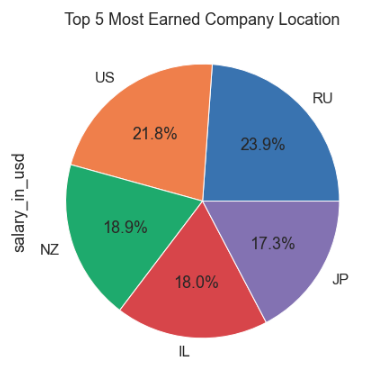 Top 5 Most Earned Company Location
US
RU
21.8%
23.9%
salary_in_usd
18.9%
NZ
17.3%
18.0%
JP
IL